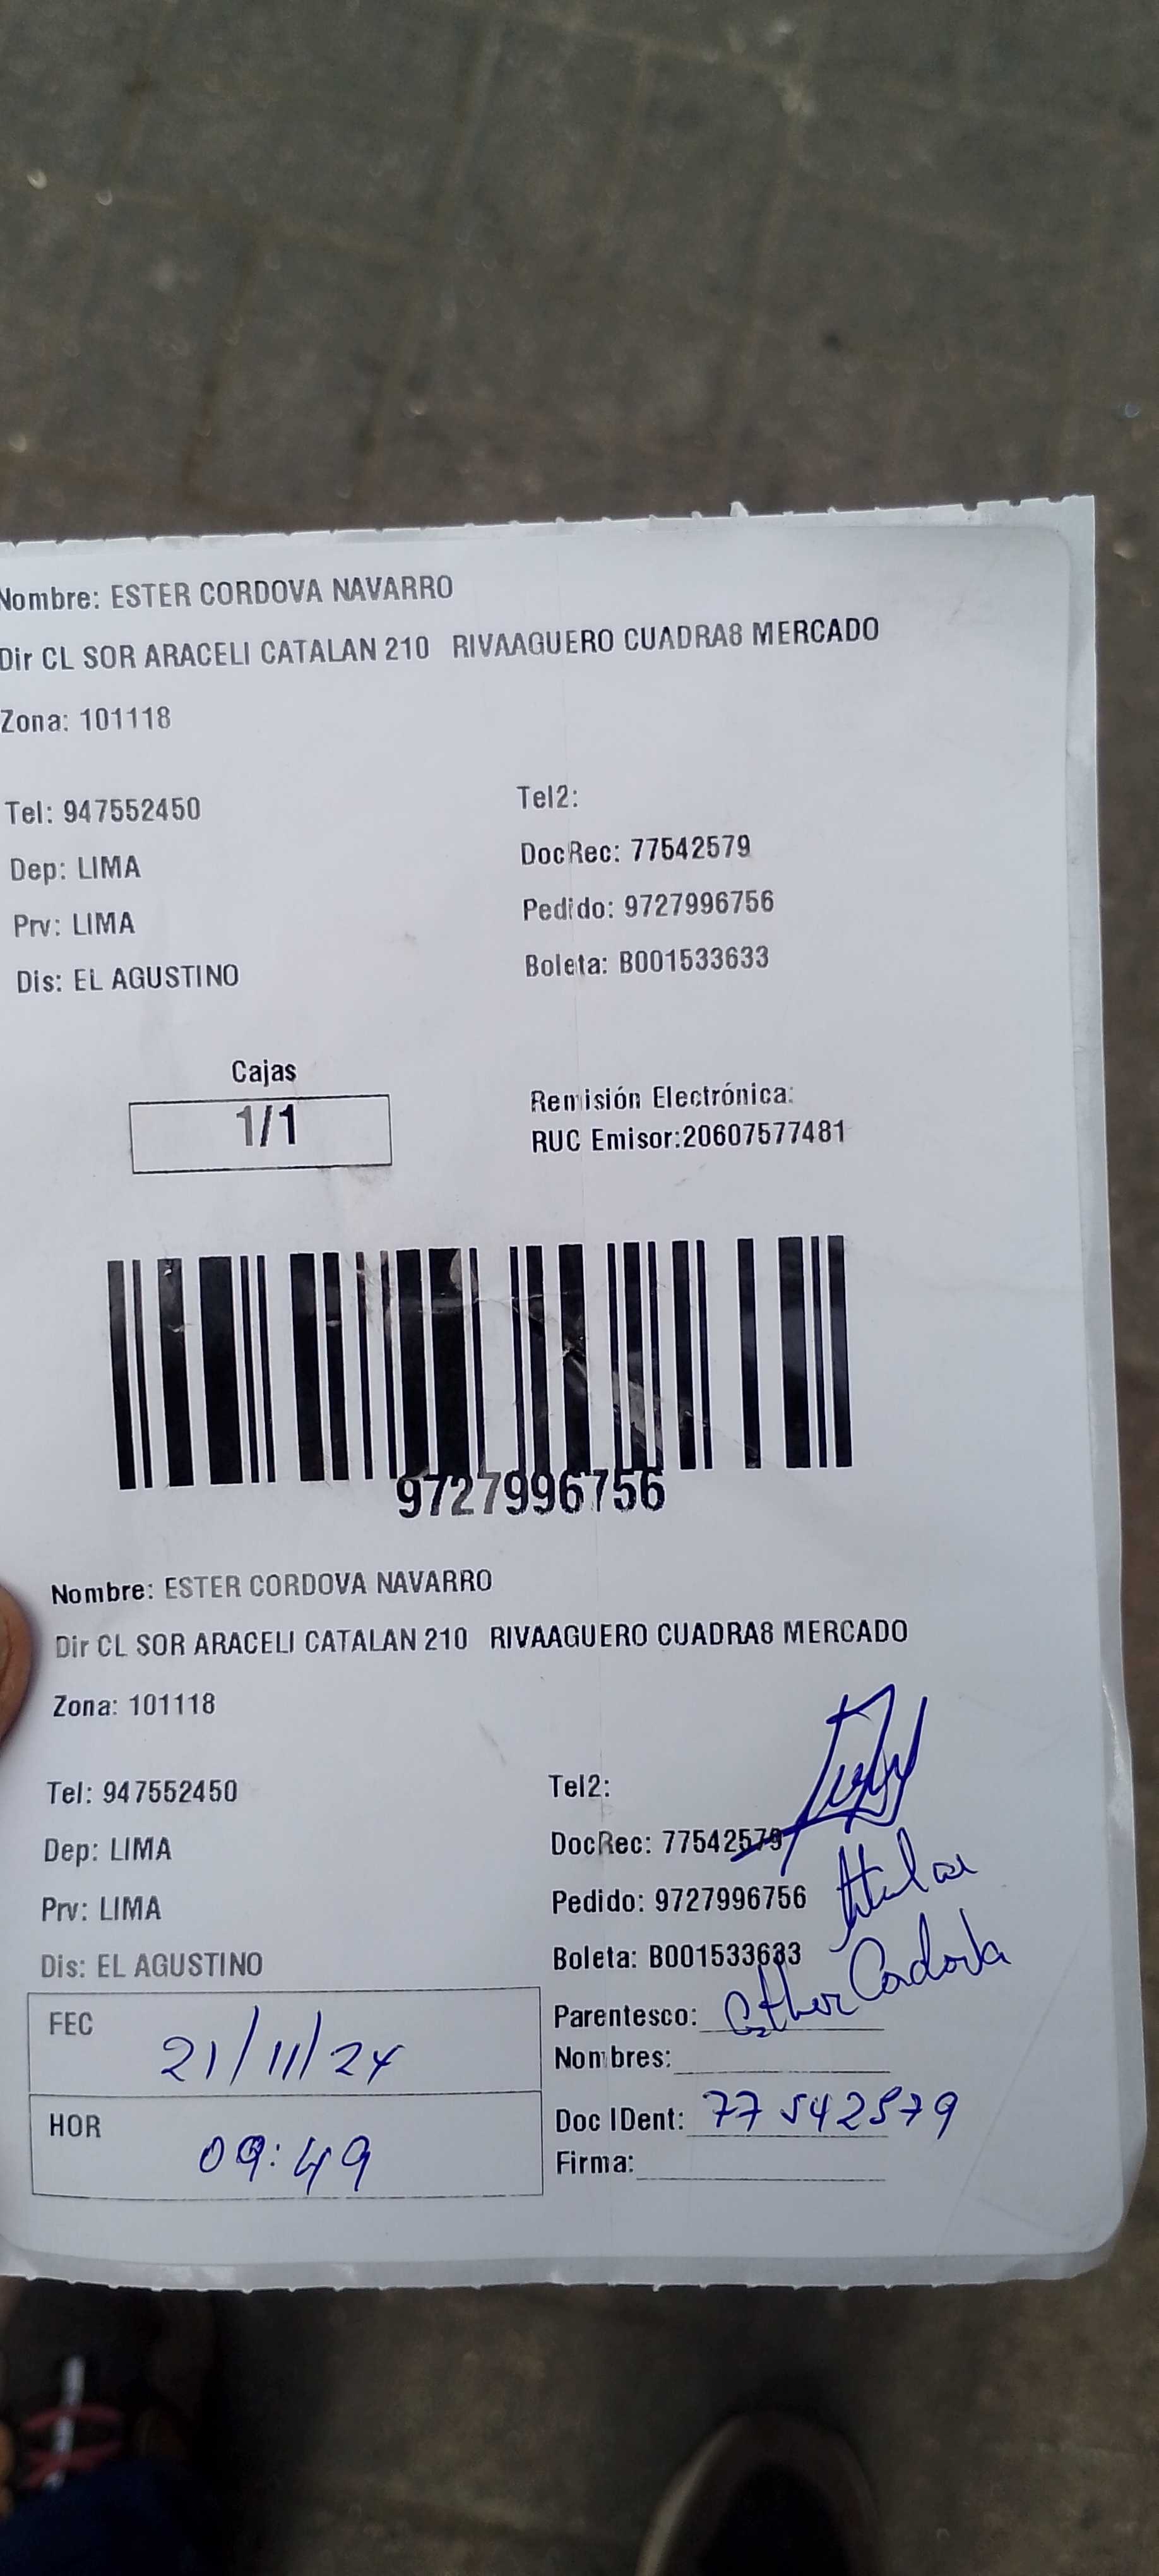 Nombre: ESTER CORDOVA NAVARRO
Dir CL SOR ARACELI CATALAN 210 RIVAAGUERO CUADRA8 MERCADO
Zona: 101118
Tel: 947552450 Tel2:
Dep: LIMA DocRec: 77542579
Prv: LIMA Pedido: 9727996756
Dis: EL AGUSTINO Boleta: B001533633
Cajas
1/1
Remisión Electrónica:
RUC Emisor:20607577481
9727996756
Nombre: ESTER CORDOVA NAVARRO
Dir CL SOR ARACELI CATALAN 210 RIVAAGUERO CUADRA8 MERCADO
Zona: 101118
Tel: 947552450 Tel2:
Dep: LIMA DocRec: 77542579
Prv: LIMA Pedido: 9727996756 titular
Dis: EL AGUSTINO Boleta: B001533633
FEC 21/11/24
HOR 09:49
Parentesco: Esther Cordova
Nombres:
Doc IDent: 77542579
Firma: